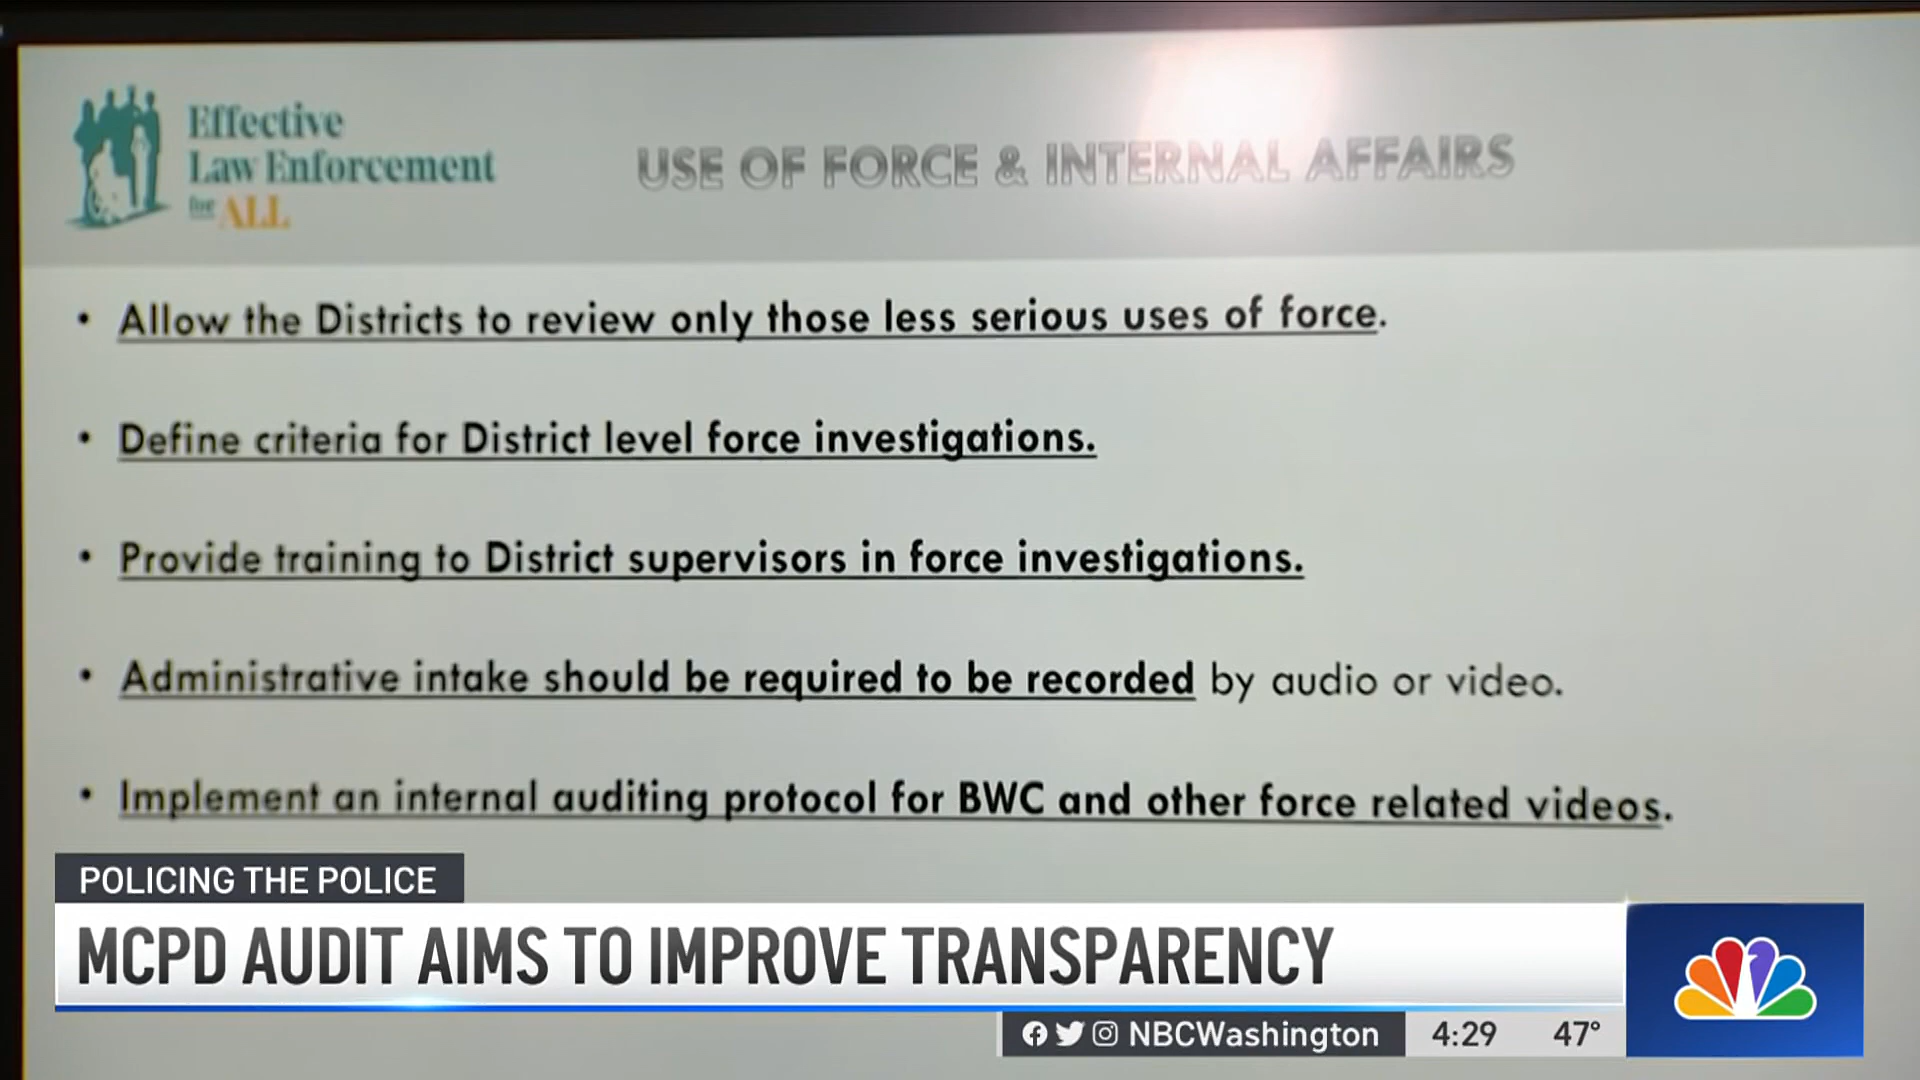 Effective
Law Enforcement
for ALL
USE OF FORCE & INTERNAL AFFAIRS
• Allow the Districts to review only those less serious uses of force.
• Define criteria for District level force investigations.
• Provide training to District supervisors in force investigations.
• Administrative intake should be required to be recorded by audio or video.
• Implement an internal auditing protocol for BWC and other force related videos.
POLICING THE POLICE
MCPD AUDIT AIMS TO IMPROVE TRANSPARENCY
NBCWashington 4:29 47°